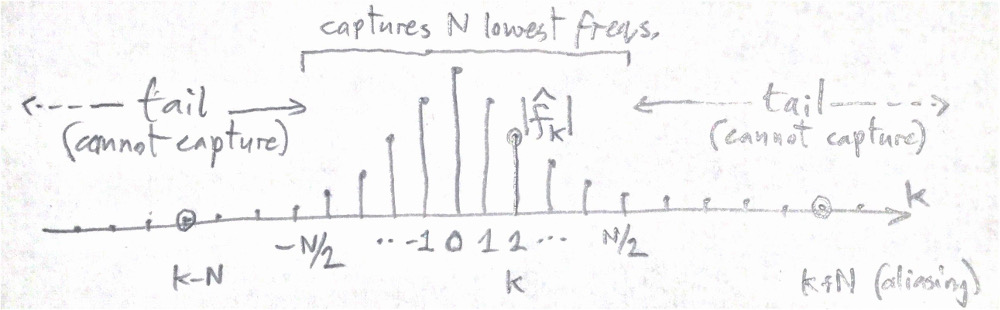 captures N lowest freqs.
tail
(cannot capture)
|f̂k|
tail
(cannot capture)
k
-N/2 ·· -1 0 1 2 ··· N/2
k-N
k
k+N (aliasing)